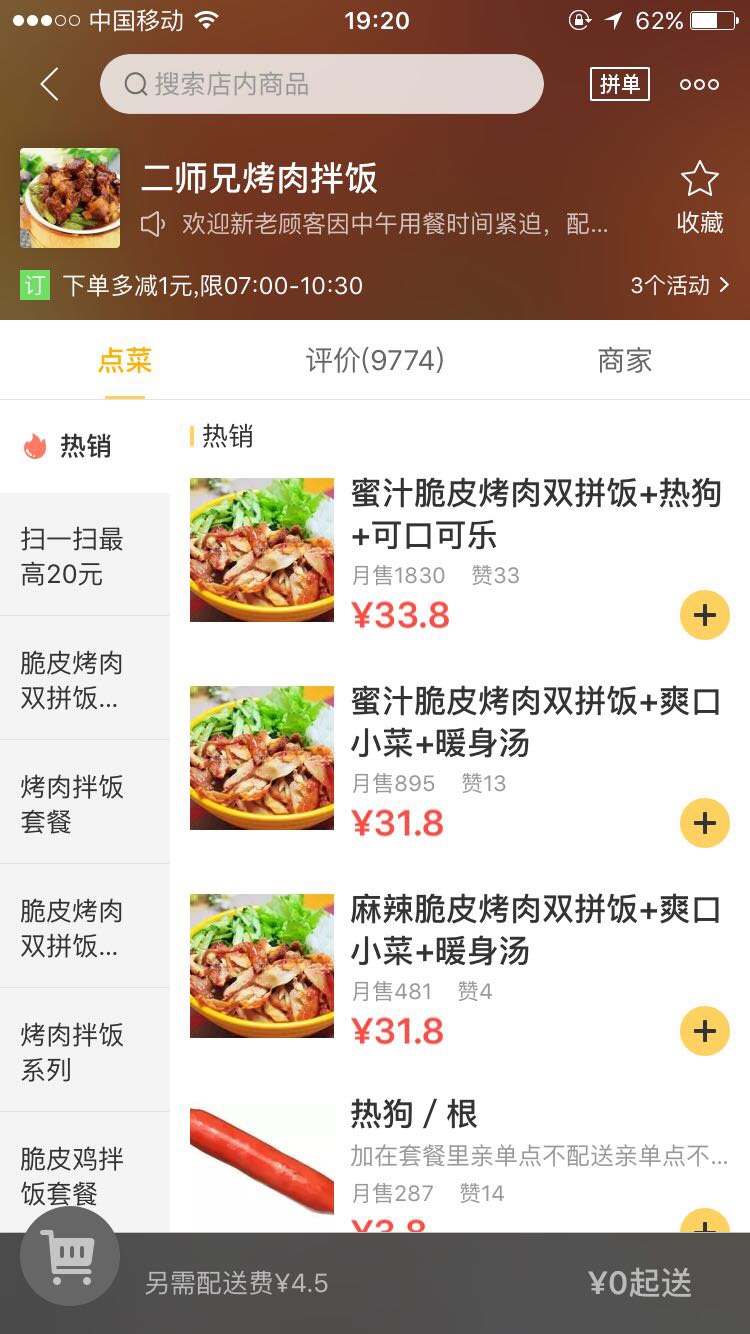 中国移动 19:20 62%
搜索店内商品 拼单
二师兄烤肉拌饭
欢迎新老顾客因中午用餐时间紧迫，配...
收藏
订 下单多减1元,限07:00-10:30 3个活动
点菜 评价(9774) 商家
热销
扫一扫最
高20元
脆皮烤肉
双拼饭...
烤肉拌饭
套餐
脆皮烤肉
双拼饭...
烤肉拌饭
系列
脆皮鸡拌
饭套餐
热销
蜜汁脆皮烤肉双拼饭+热狗
+可口可乐
月售1830 赞33
¥33.8
蜜汁脆皮烤肉双拼饭+爽口
小菜+暖身汤
月售895 赞13
¥31.8
麻辣脆皮烤肉双拼饭+爽口
小菜+暖身汤
月售481 赞4
¥31.8
热狗 / 根
加在套餐里亲单点不配送亲单点不...
月售287 赞14
¥3.8
另需配送费¥4.5 ¥0起送